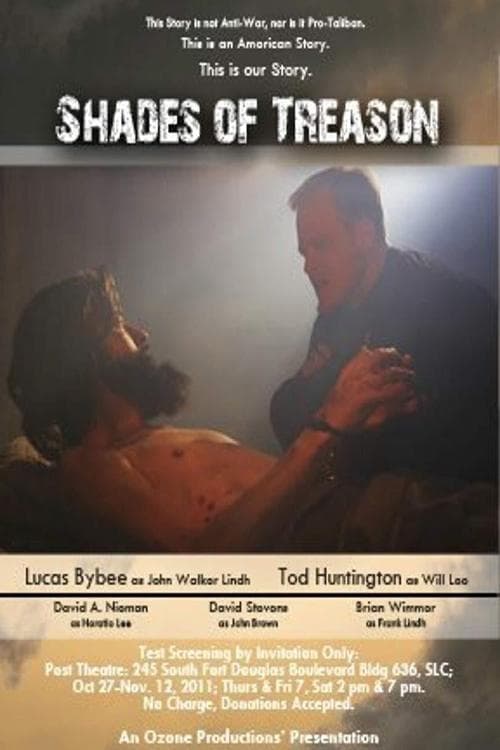 This Story is not Anti-War, nor is it Pro-Taliban.
This is an American Story.
This is our Story.
SHADES OF TREASON
Lucas Bybee as John Walker Lindh Tod Huntington as Will Lee
David A. Nieman David Stevens Brian Wimmer
as Horatio Lee as John Brown as Frank Lindh
Test Screening by Invitation Only:
Post Theatre: 245 South Fort Douglas Boulevard Bldg 636, SLC;
Oct 27-Nov. 12, 2011; Thurs & Fri 7, Sat 2 pm & 7 pm.
No Charge, Donations Accepted.
An Ozone Productions' Presentation